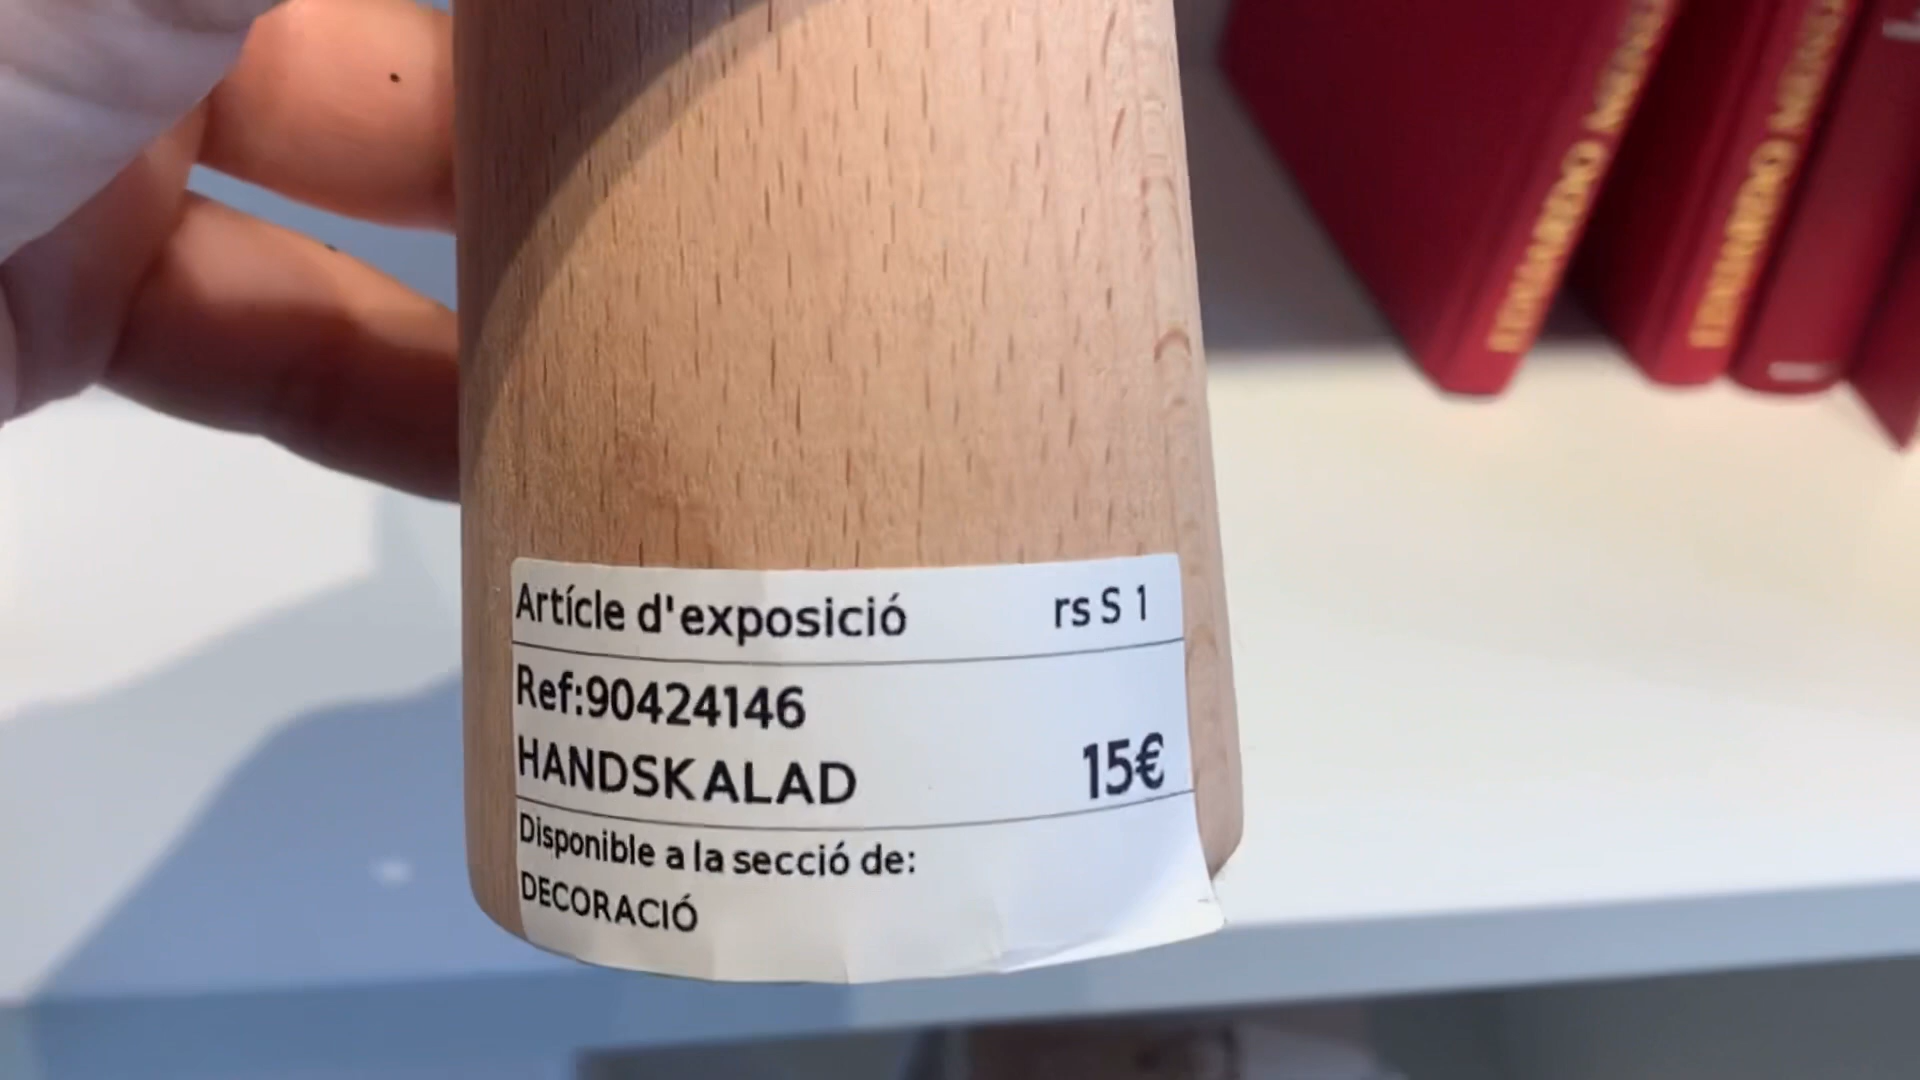 Artícle d'exposició rs S 1
Ref:90424146
HANDSKALAD 15€
Disponible a la secció de:
DECORACIÓ